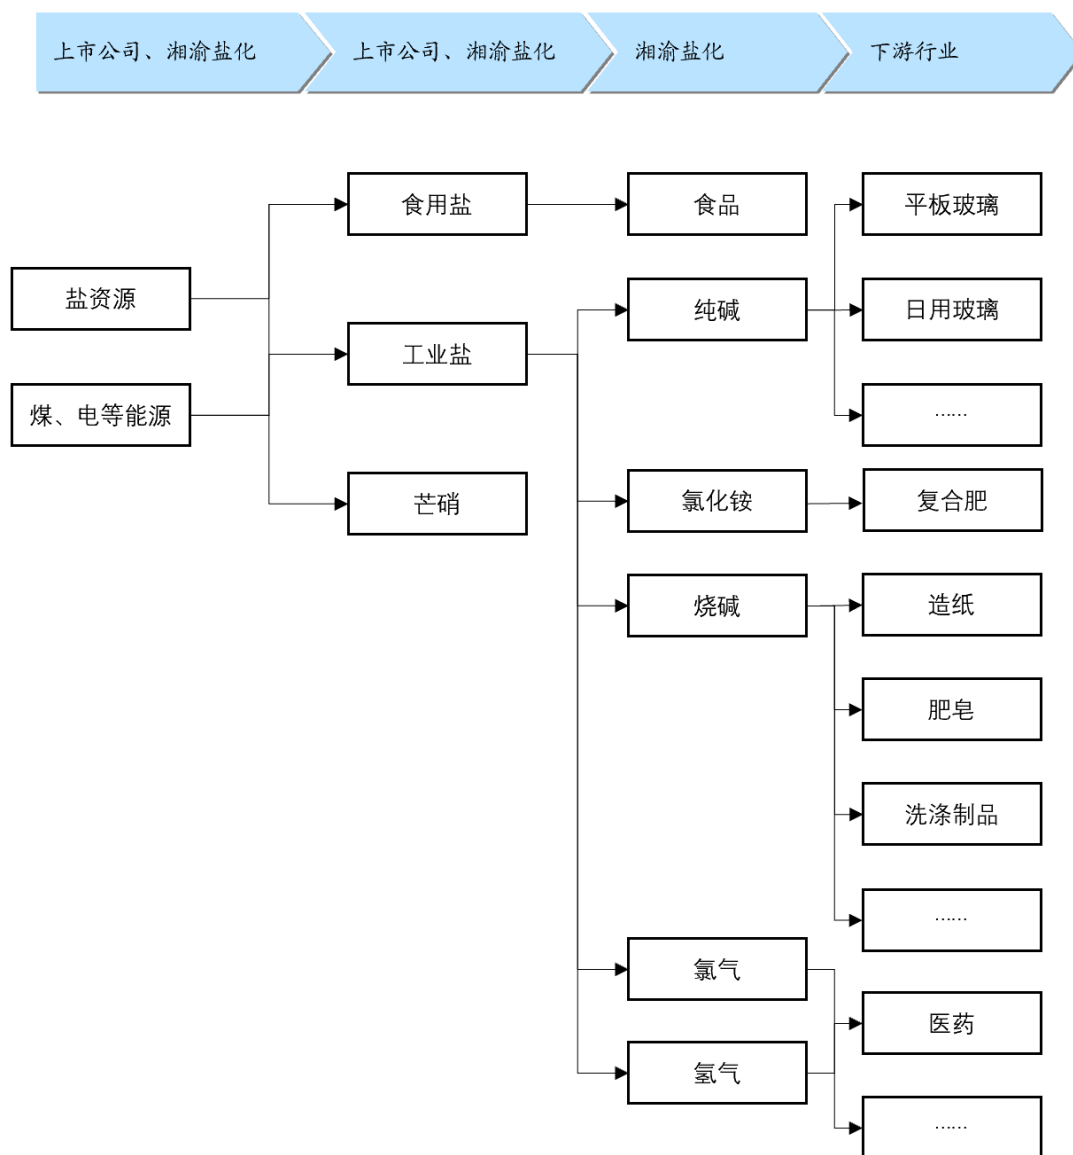 上市公司、湘渝盐化
上市公司、湘渝盐化
湘渝盐化
下游行业
食用盐
食品
平板玻璃
盐资源
纯碱
日用玻璃
工业盐
煤、电等能源
……
芒硝
氯化铵
复合肥
烧碱
造纸
肥皂
洗涤制品
……
氯气
医药
氢气
……